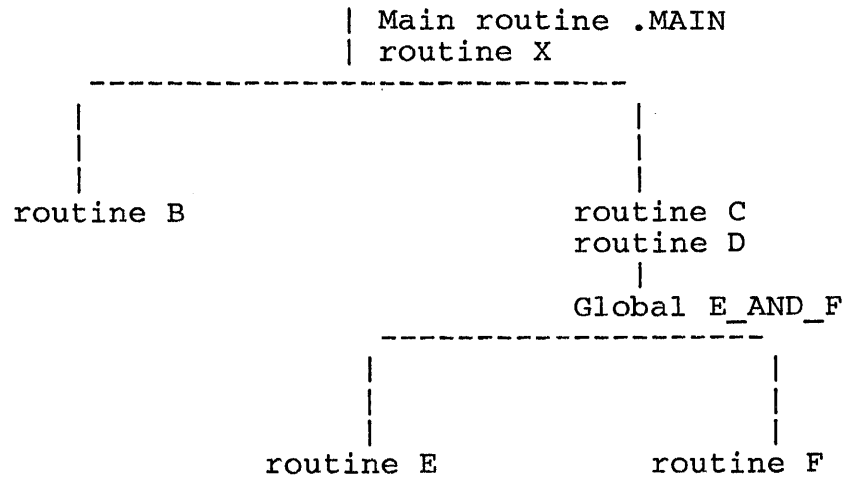 Main routine .MAIN
routine X
routine B
routine C
routine D
Global E_AND_F
routine E
routine F